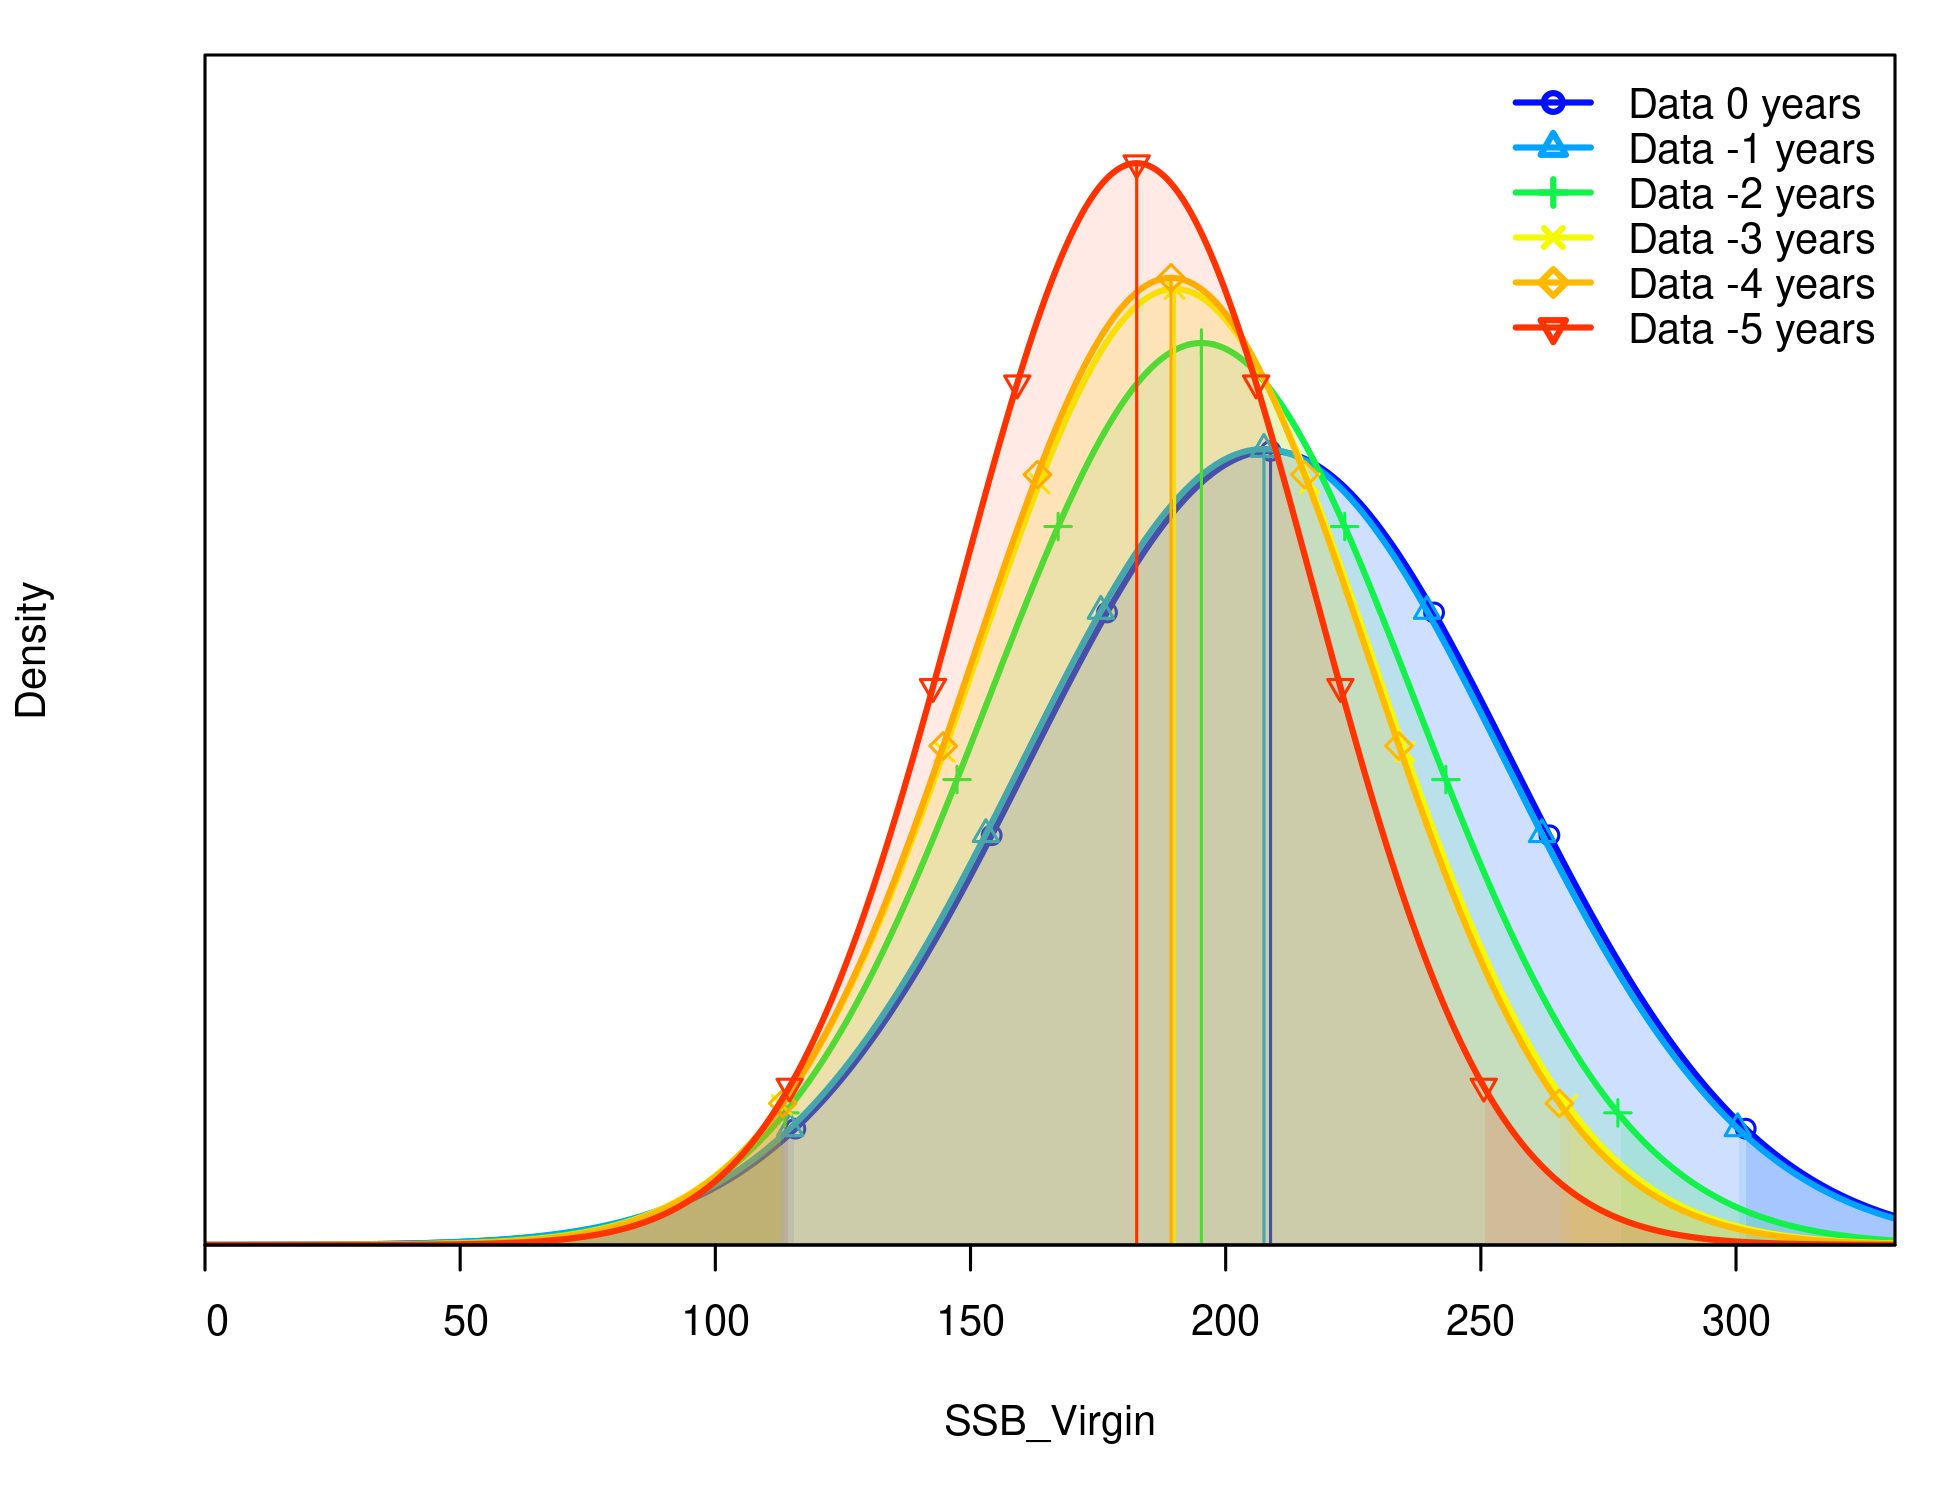 Data 0 years
Data -1 years
Data -2 years
Data -3 years
Data -4 years
Data -5 years
Density
0 50 100 150 200 250 300
SSB_Virgin